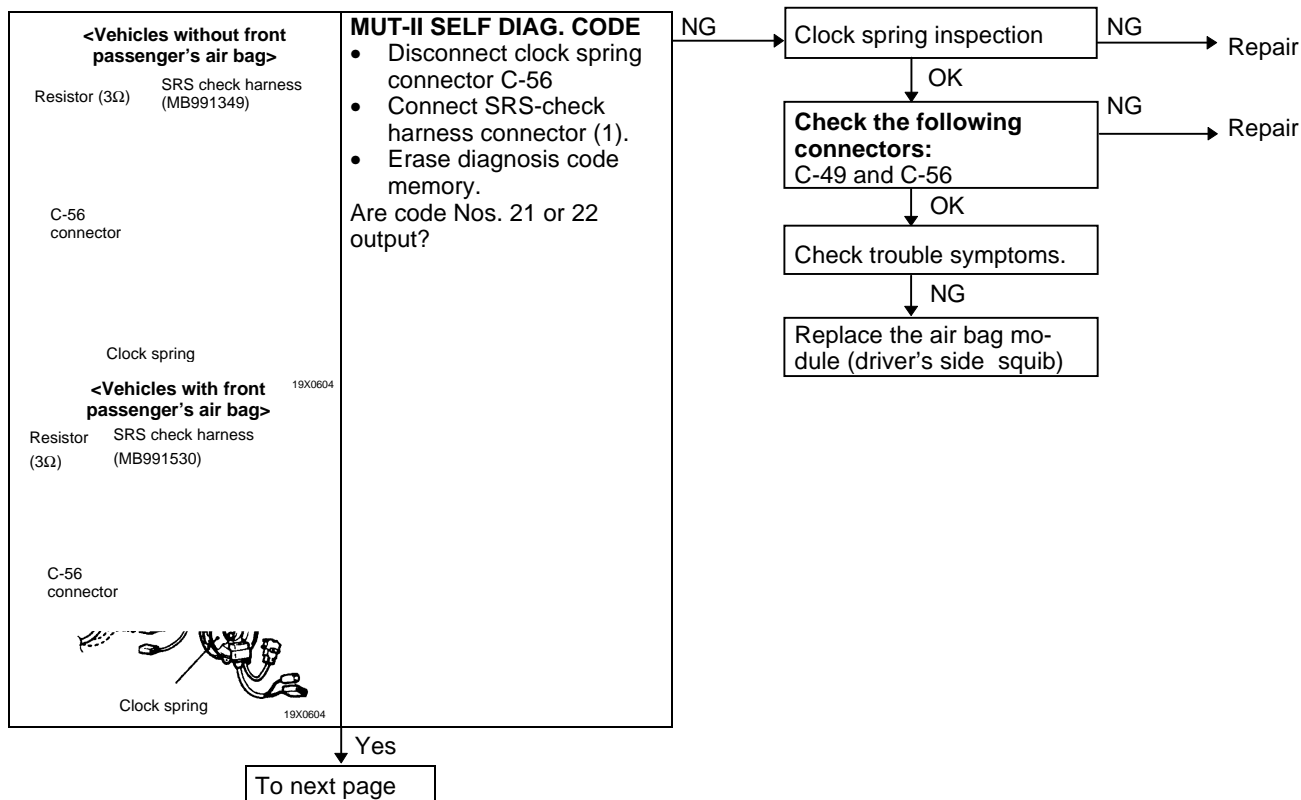 <Vehicles without front
passenger's air bag>
Resistor (3Ω)
SRS check harness
(MB991349)
C-56
connector
Clock spring
19X0604
<Vehicles with front
passenger's air bag>
Resistor
(3Ω)
SRS check harness
(MB991530)
C-56
connector
Clock spring
19X0604
MUT-II SELF DIAG. CODE
• Disconnect clock spring
connector C-56
• Connect SRS-check
harness connector (1).
• Erase diagnosis code
memory.
Are code Nos. 21 or 22
output?
Yes
To next page
NG
Clock spring inspection
NG
Repair
OK
Check the following
connectors:
C-49 and C-56
NG
Repair
OK
Check trouble symptoms.
NG
Replace the air bag mo-
dule (driver's side squib)